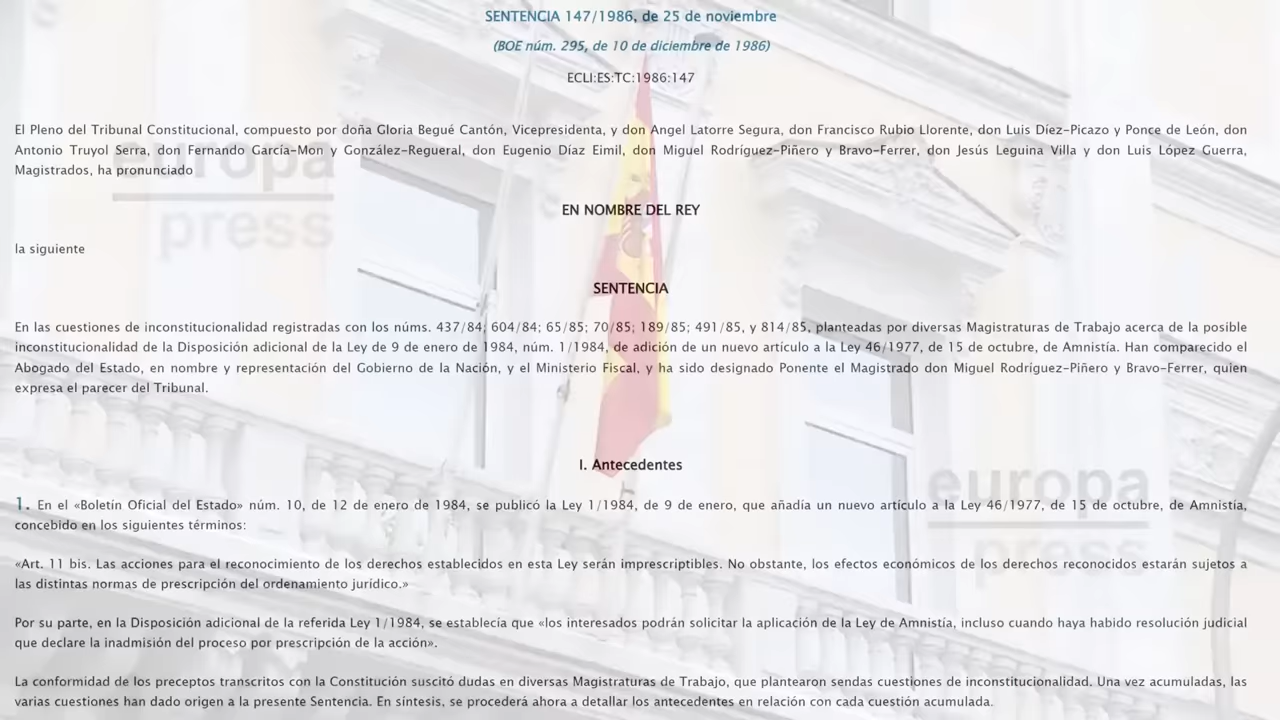 SENTENCIA 147/1986, de 25 de noviembre
(BOE núm. 295, de 10 de diciembre de 1986)
ECLI:ES:TC:1986:147
El Pleno del Tribunal Constitucional, compuesto por doña Gloria Begué Cantón, Vicepresidenta, y don Angel Latorre Segura, don Francisco Rubio Llorente, don Luis Díez-Picazo y Ponce de León, don
Antonio Truyol Serra, don Fernando García-Mon y González-Regueral, don Eugenio Díaz Eimil, don Miguel Rodríguez-Piñero y Bravo-Ferrer, don Jesús Leguina Villa y don Luis López Guerra,
Magistrados, ha pronunciado
europa
press
EN NOMBRE DEL REY
la siguiente
SENTENCIA
En las cuestiones de inconstitucionalidad registradas con los núms. 437/84; 604/84; 65/85; 70/85; 189/85; 491/85, y 814/85, planteadas por diversas Magistraturas de Trabajo acerca de la posible
inconstitucionalidad de la Disposición adicional de la Ley de 9 de enero de 1984, núm. 1/1984, de adición de un nuevo artículo a la Ley 46/1977, de 15 de octubre, de Amnistía. Han comparecido el
Abogado del Estado, en nombre y representación del Gobierno de la Nación, y el Ministerio Fiscal, y ha sido designado Ponente el Magistrado don Miguel Rodríguez-Piñero y Bravo-Ferrer, quien
expresa el parecer del Tribunal.
I. Antecedentes
europa
press
1. En el «Boletín Oficial del Estado» núm. 10, de 12 de enero de 1984, se publicó la Ley 1/1984, de 9 de enero, que añadía un nuevo artículo a la Ley 46/1977, de 15 de octubre, de Amnistía,
concebido en los siguientes términos:
«Art. 11 bis. Las acciones para el reconocimiento de los derechos establecidos en esta Ley serán imprescriptibles. No obstante, los efectos económicos de los derechos reconocidos estarán sujetos a
las distintas normas de prescripción del ordenamiento jurídico.»
Por su parte, en la Disposición adicional de la referida Ley 1/1984, se establecía que «los interesados podrán solicitar la aplicación de la Ley de Amnistía, incluso cuando haya habido resolución judicial
que declare la inadmisión del proceso por prescripción de la acción».
La conformidad de los preceptos transcritos con la Constitución suscitó dudas en diversas Magistraturas de Trabajo, que plantearon sendas cuestiones de inconstitucionalidad. Una vez acumuladas, las
varias cuestiones han dado origen a la presente Sentencia. En síntesis, se procederá ahora a detallar los antecedentes en relación con cada cuestión acumulada.